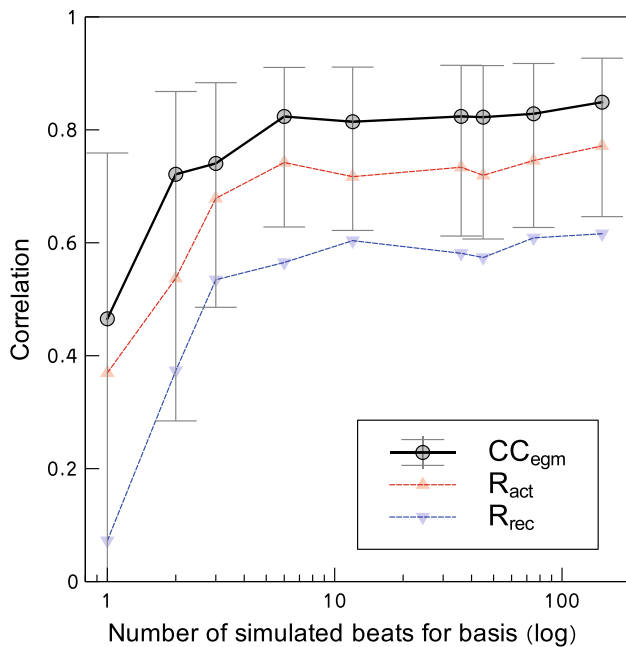 1
0.8
0.6
0.4
0.2
0
Correlation
1
10
100
Number of simulated beats for basis (log)
CCegm
Ract
Rrec